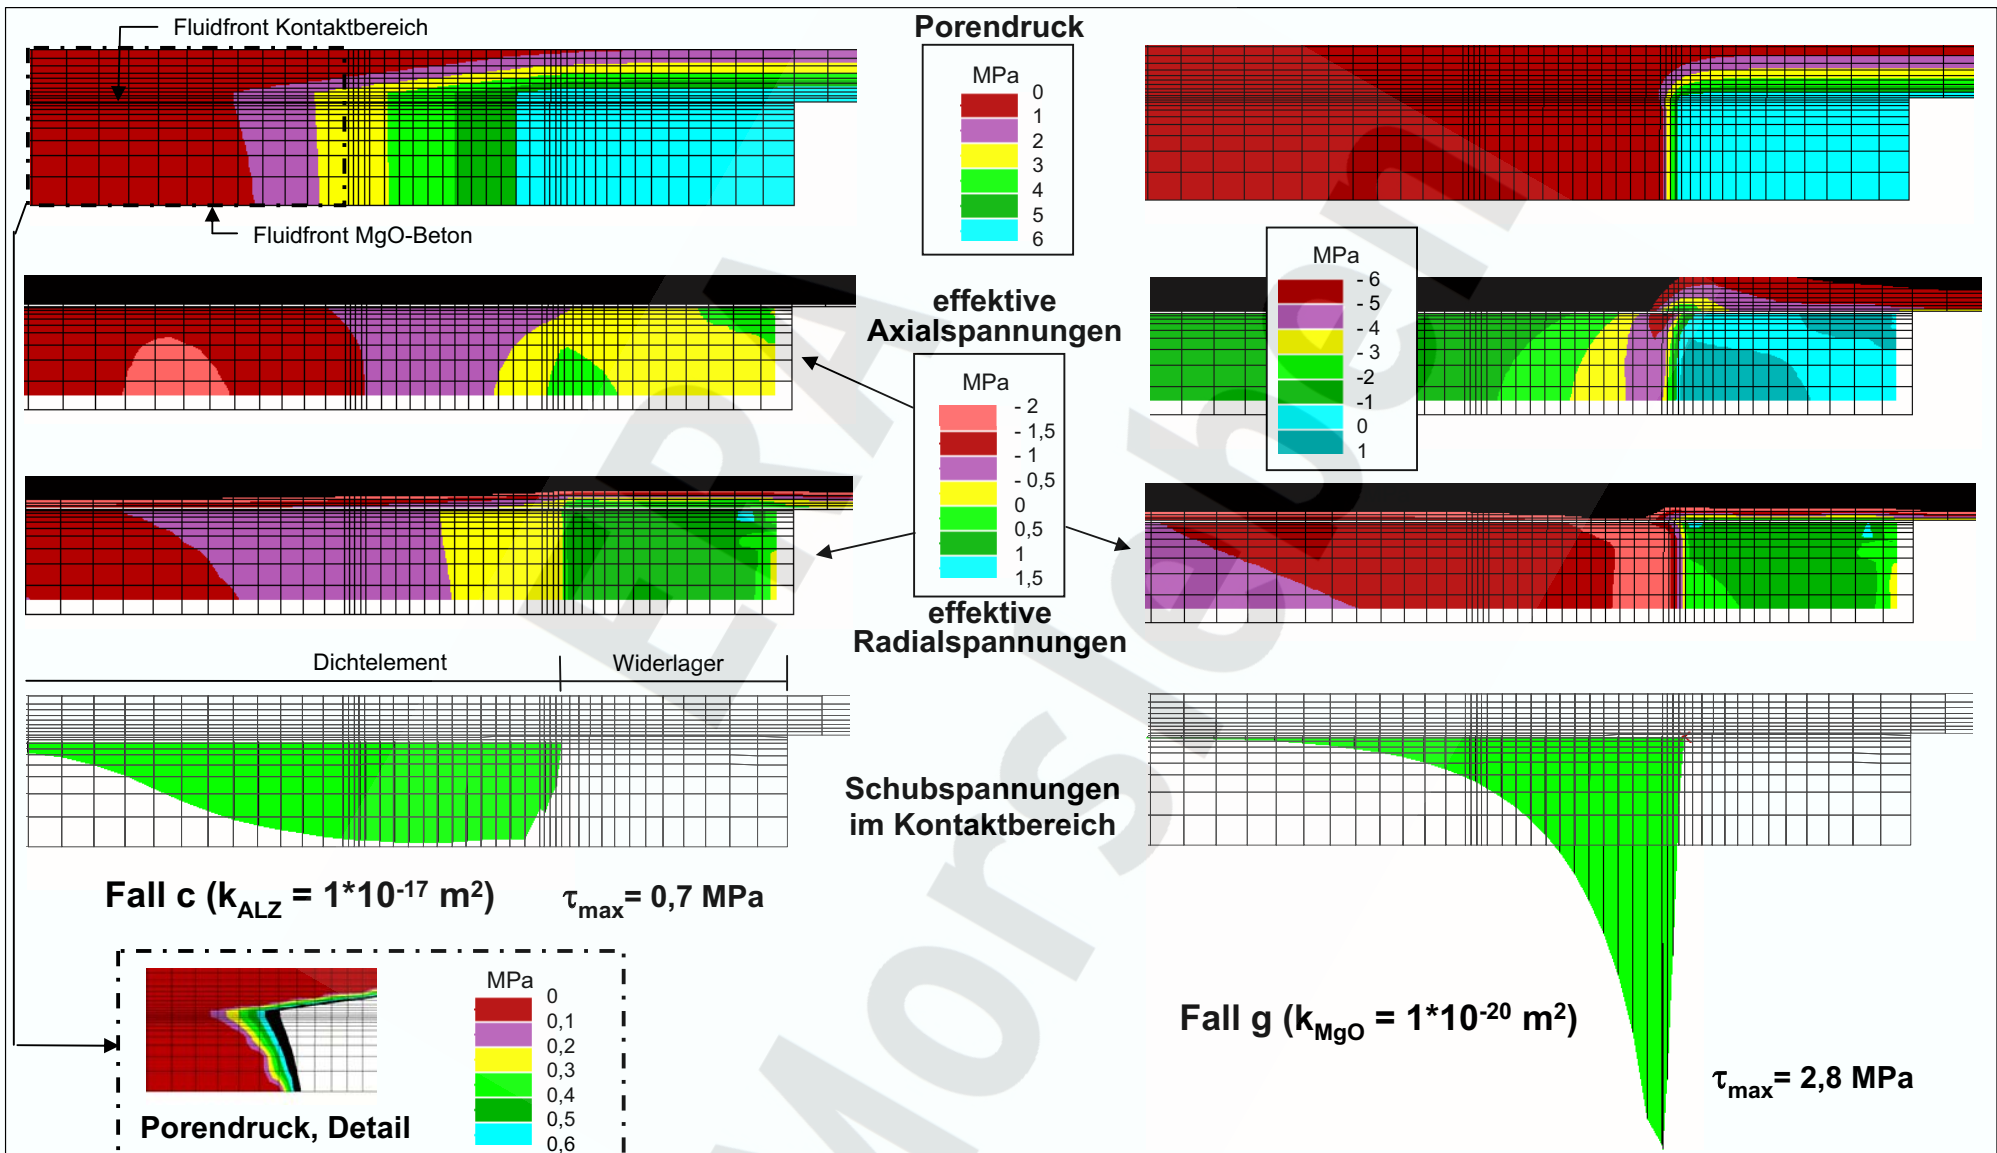 Fluidfront Kontaktbereich
Fluidfront MgO-Beton
Porendruck
MPa
0
1
2
3
4
5
6
effektive
Axialspannungen
MPa
- 2
- 1,5
- 1
- 0,5
0
0,5
1
1,5
effektive
Radialspannungen
MPa
- 6
- 5
- 4
- 3
-2
-1
0
1
Dichtelement
Widerlager
Schubspannungen
im Kontaktbereich
Fall c (kALZ = 1*10-17 m2)
τmax= 0,7 MPa
Fall g (kMgO = 1*10-20 m2)
τmax= 2,8 MPa
MPa
0
0,1
0,2
0,3
0,4
0,5
0,6
Porendruck, Detail
ERA
Morsleben